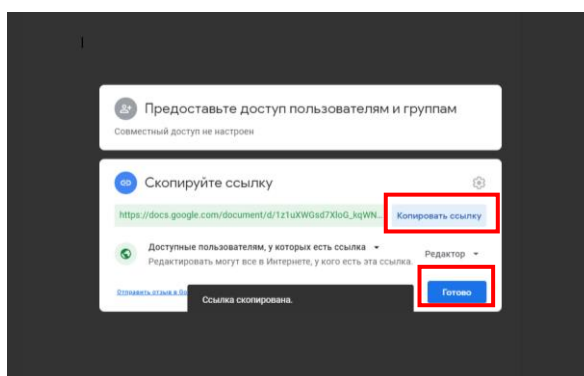 Предоставьте доступ пользователям и группам
Совместный доступ не настроен
Скопируйте ссылку
https://docs.google.com/document/d/1z1uXWGsd7XloG_kqWN... Копировать ссылку
Доступные пользователям, у которых есть ссылка
Редактировать могут все в Интернете, у кого есть эта ссылка.
Редактор
Отправить отзыв в Go
Ссылка скопирована.
Готово